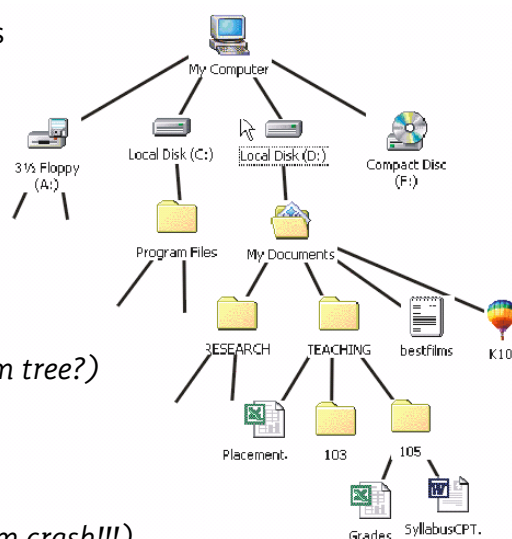 s
My Computer
3½ Floppy
(A:)
Local Disk (C:)
Local Disk (D:)
Compact Disc
(F:)
Program Files
My Documents
RESEARCH
TEACHING
bestfilms
K10
m tree?)
Placement.
103
105
m crash!!!)
Grades
SyllabusCPT.